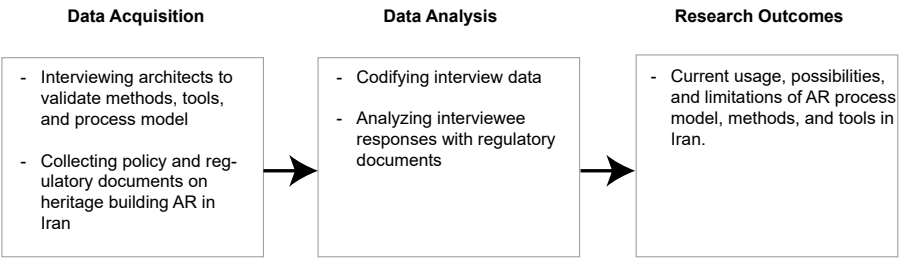 Data Acquisition
- Interviewing architects to
validate methods, tools,
and process model
- Collecting policy and reg-
ulatory documents on
heritage building AR in
Iran
Data Analysis
- Codifying interview data
- Analyzing interviewee
responses with regulatory
documents
Research Outcomes
- Current usage, possibilities,
and limitations of AR process
model, methods, and tools in
Iran.